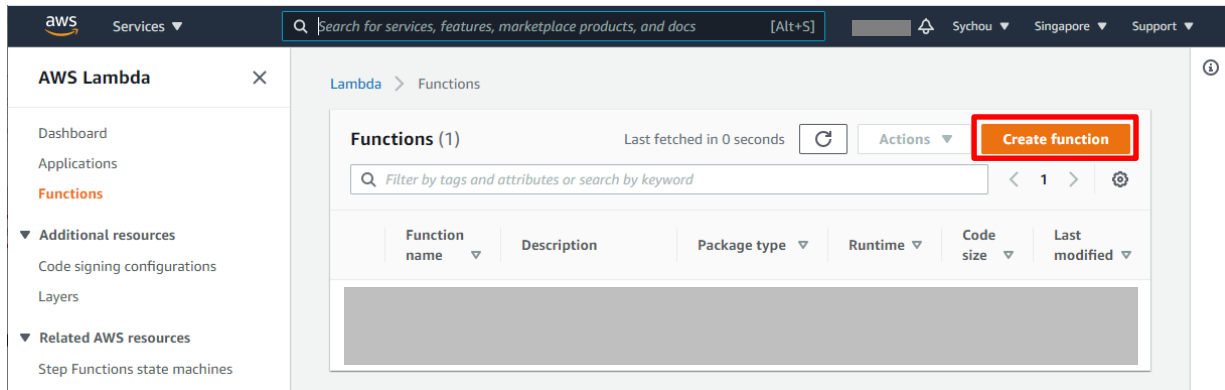 aws Services Search for services, features, marketplace products, and docs [Alt+S] Sychou Singapore Support
AWS Lambda
Dashboard
Applications
Functions
Additional resources
Code signing configurations
Layers
Related AWS resources
Step Functions state machines
Lambda > Functions
Functions (1) Last fetched in 0 seconds Actions Create function
Filter by tags and attributes or search by keyword < 1 >
Function name Description Package type Runtime Code size Last modified